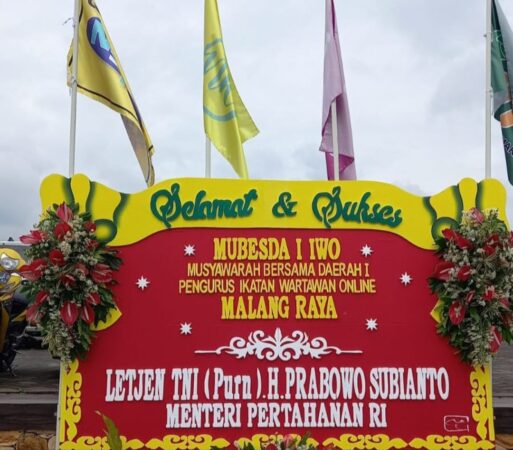 Selamat & Sukses
MUBESDA I IWO
MUSYAWARAH BERSAMA DAERAH I
PENGURUS IKATAN WARTAWAN ONLINE
MALANG RAYA
LETJEN TNI (Purn).H.PRABOWO SUBIANTO
MENTERI PERTAHANAN RI